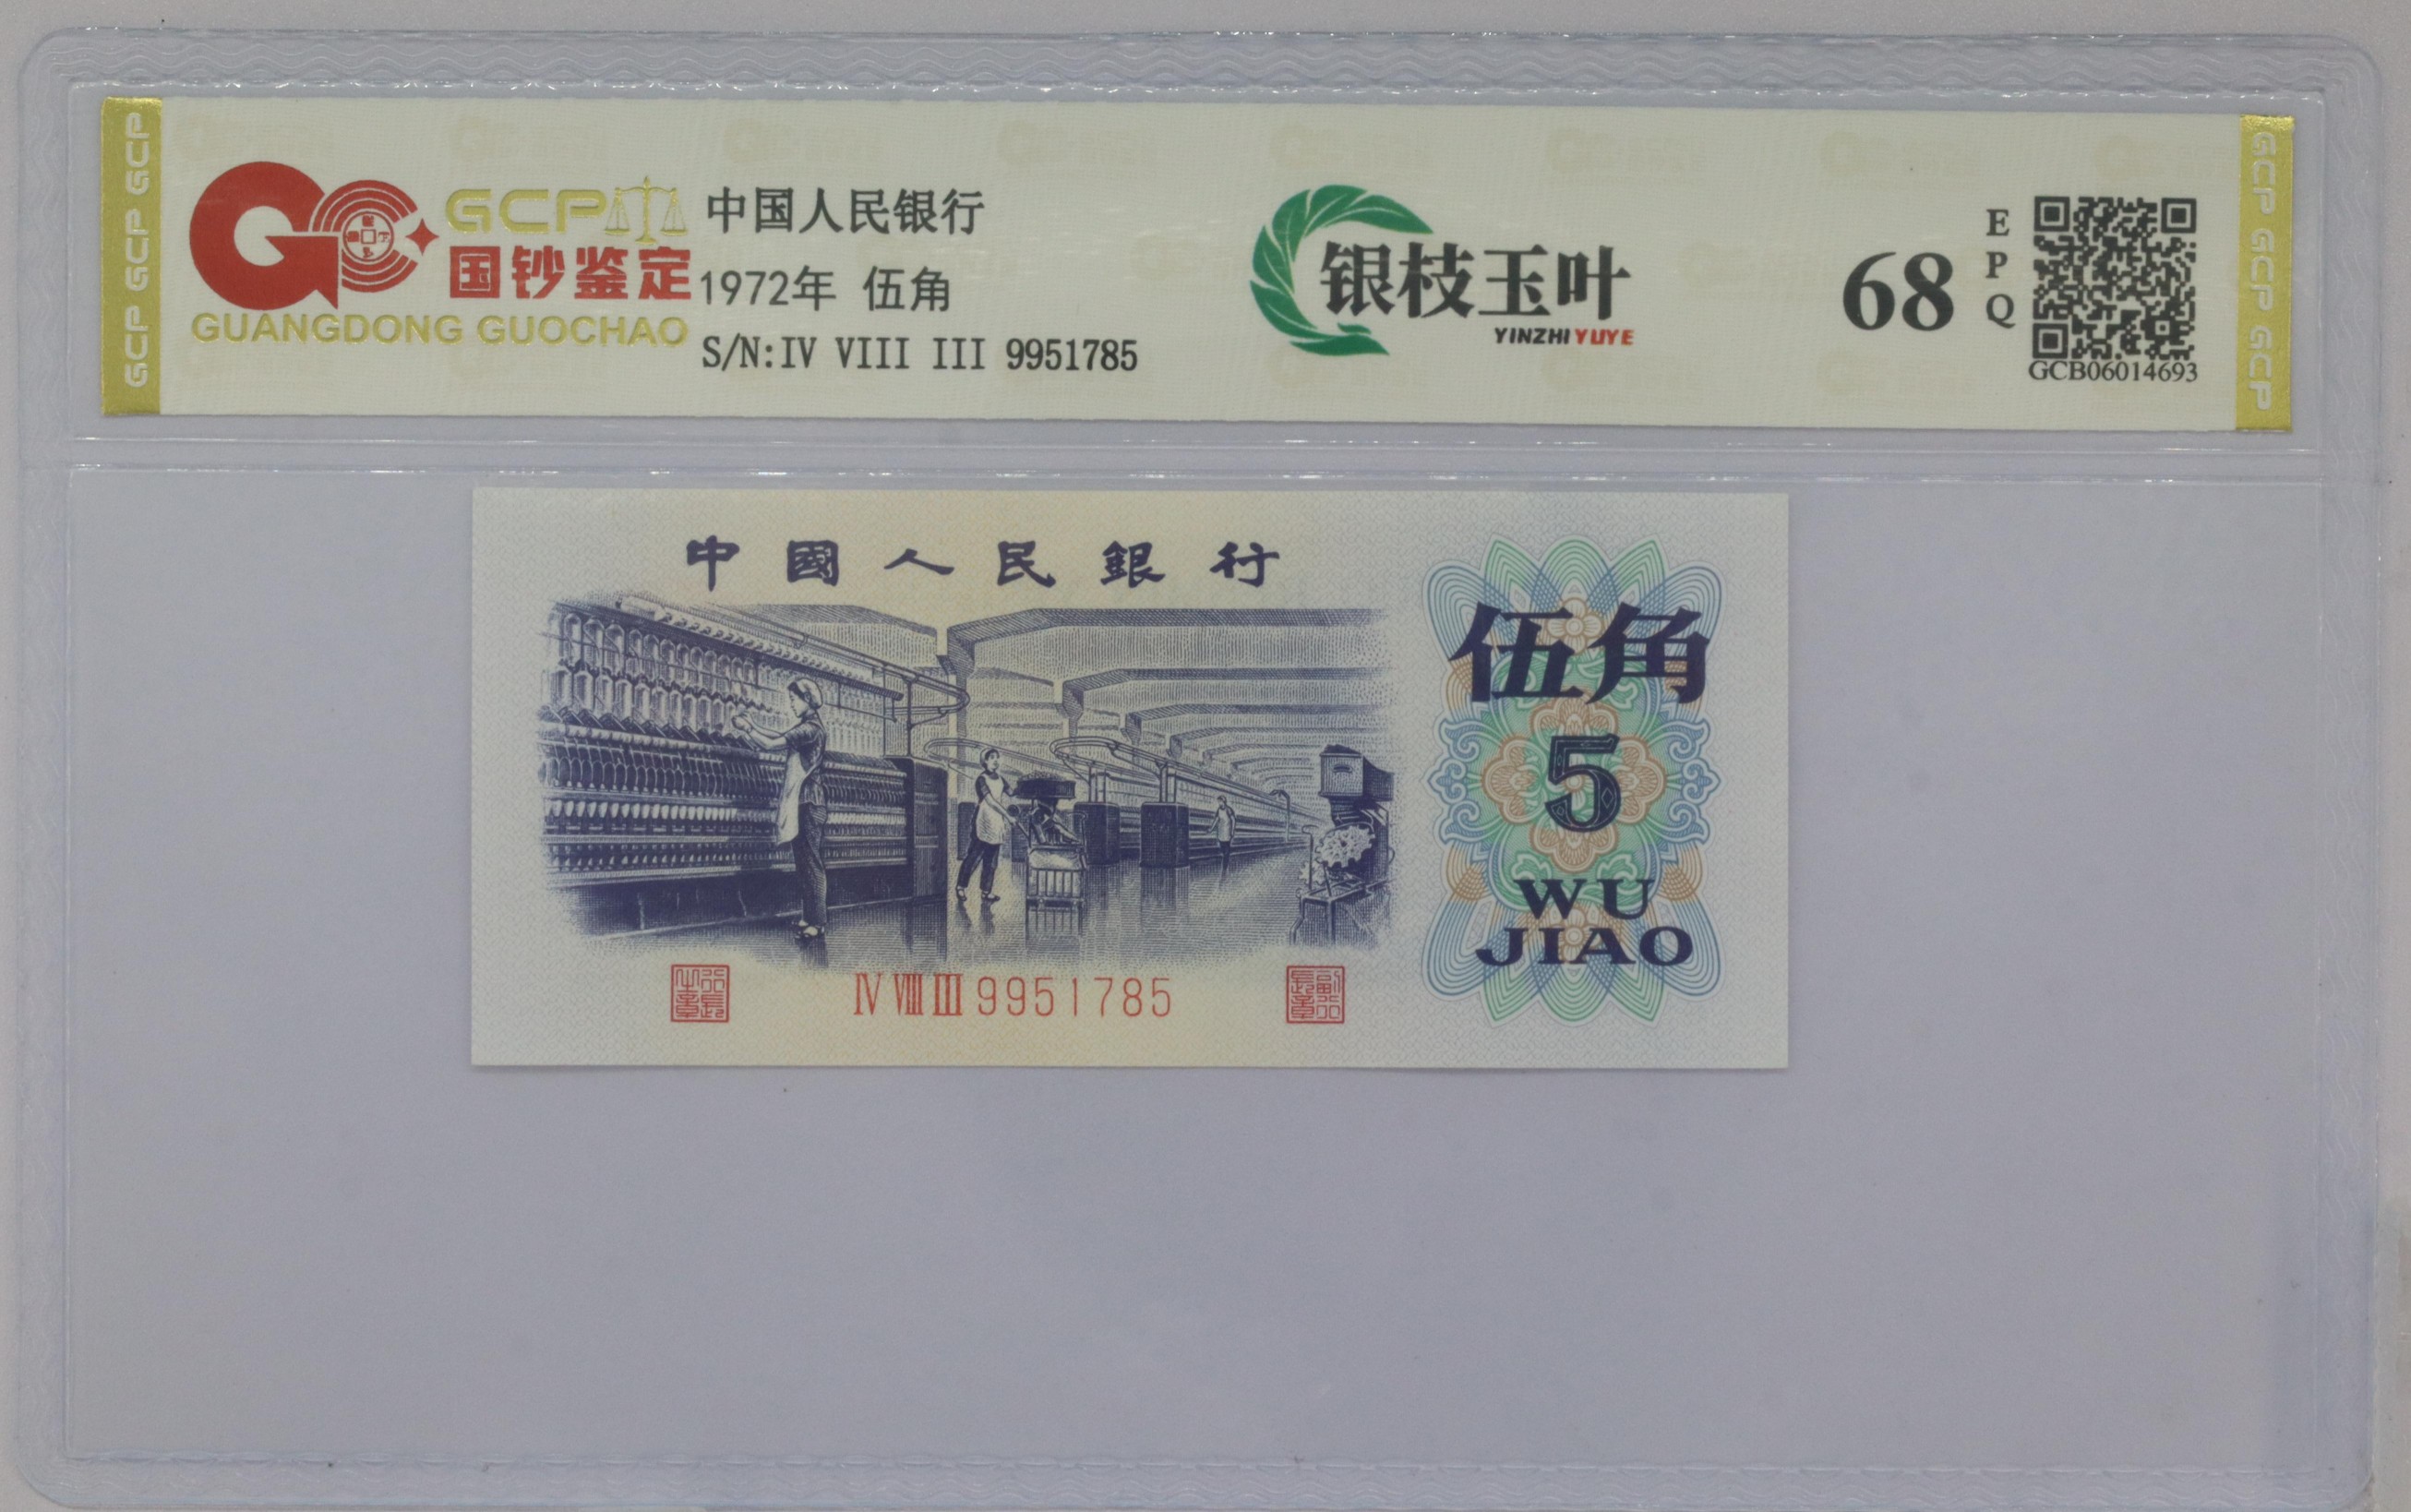 GCP GCP GCP
GCP
国钞鉴定
GUANGDONG GUOCHAO
中国人民银行
1972年 伍角
S/N:IV VIII III 9951785
银枝玉叶
YINZHI YUYE
68
EPQ
GCB06014693
GCP GCP GCP
中國人民銀行
伍角
5
WU
JIAO
IV VIII III 9951785